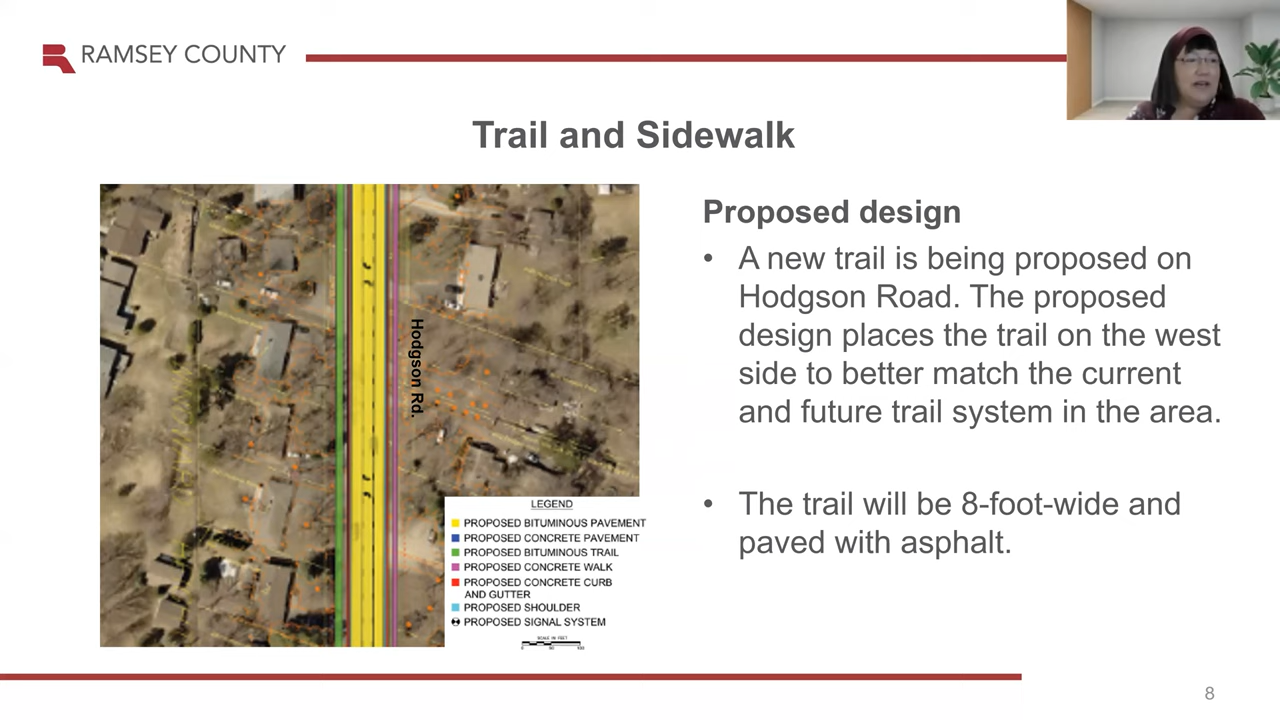 RAMSEY COUNTY
Trail and Sidewalk
Hodgson Rd.
LEGEND
PROPOSED BITUMINOUS PAVEMENT
PROPOSED CONCRETE PAVEMENT
PROPOSED BITUMINOUS TRAIL
PROPOSED CONCRETE WALK
PROPOSED CONCRETE CURB
AND GUTTER
PROPOSED SHOULDER
PROPOSED SIGNAL SYSTEM
SCALE IN FEET
Proposed design
• A new trail is being proposed on
Hodgson Road. The proposed
design places the trail on the west
side to better match the current
and future trail system in the area.
• The trail will be 8-foot-wide and
paved with asphalt.
8